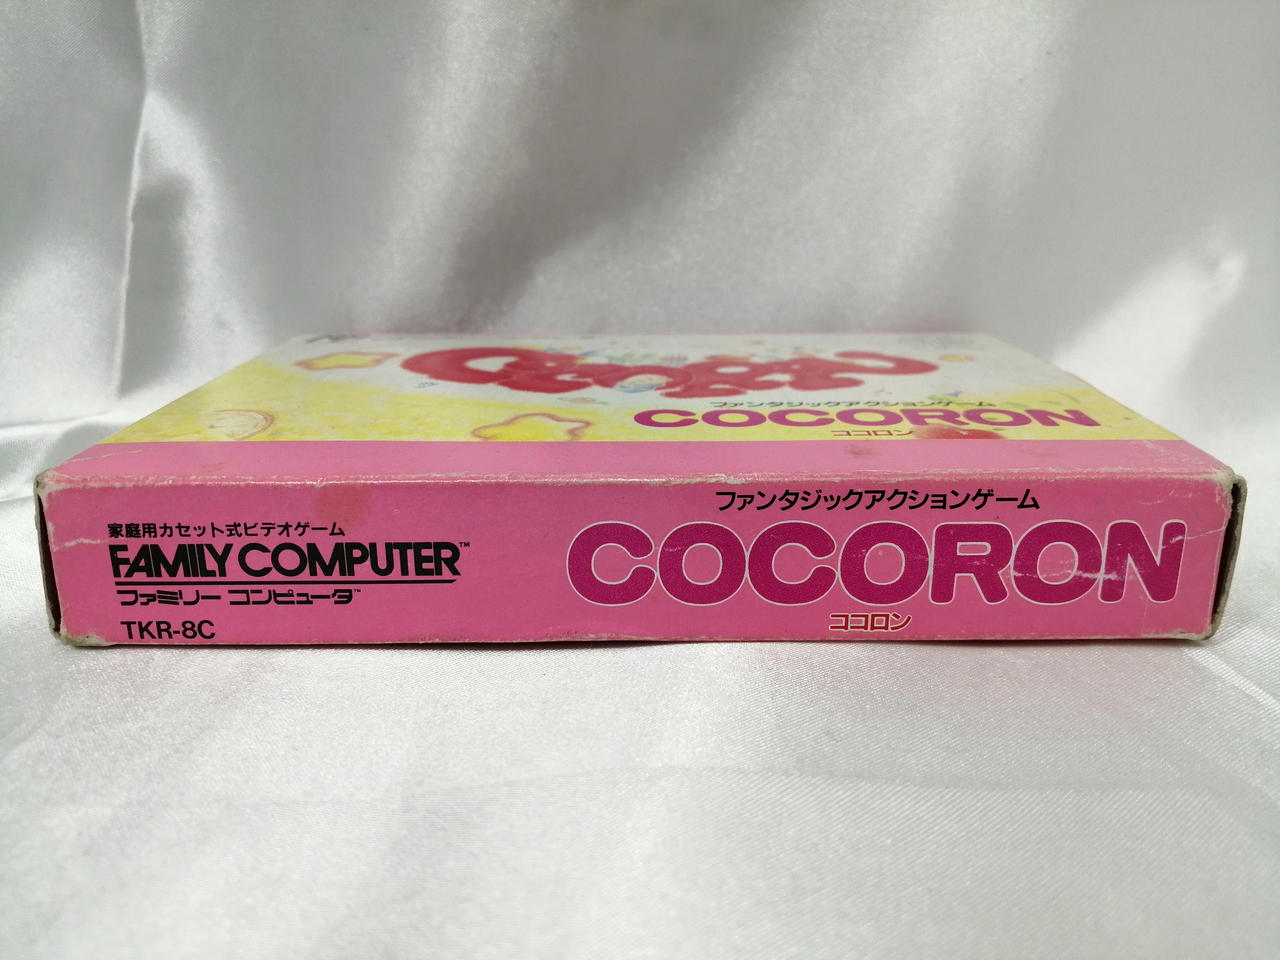 ファンタジックアクションゲーム
COCORON
ココロン
家庭用カセット式ビデオゲーム
FAMILY COMPUTER™
ファミリー コンピュータ™
TKR-8C
ファンタジックアクションゲーム
COCORON
ココロン